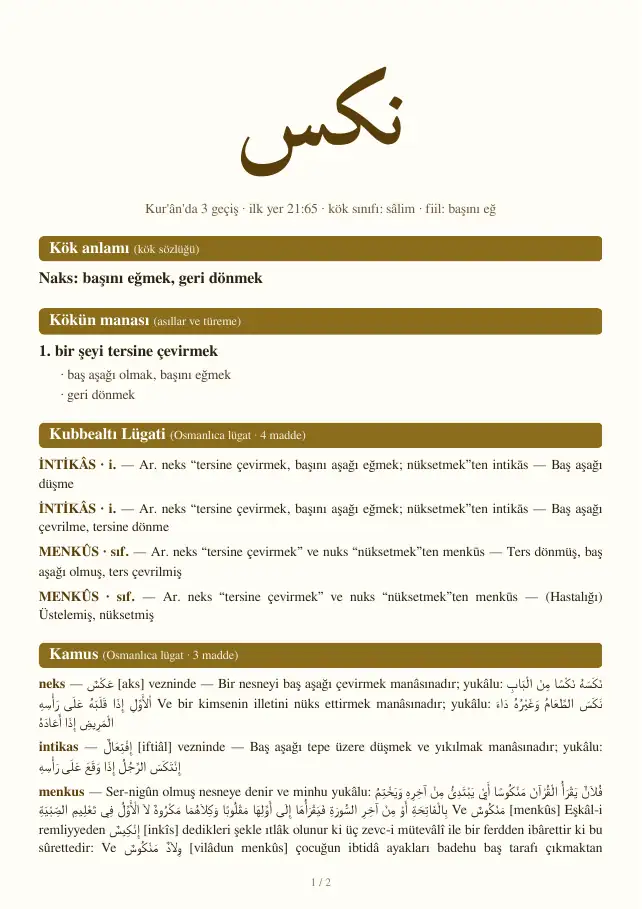 نكس
Kur'ân'da 3 geçiş · ilk yer 21:65 · kök sınıfı: sâlim · fiil: başını eğ
Kök anlamı (kök sözlüğü)
Naks: başını eğmek, geri dönmek
Kökün manası (asıllar ve türeme)
1. bir şeyi tersine çevirmek
· baş aşağı olmak, başını eğmek
· geri dönmek
Kubbealtı Lügati (Osmanlıca lügat · 4 madde)
İNTİKÂS · i. — Ar. neks “tersine çevirmek, başını aşağı eğmek; nüksetmek”ten intikās — Baş aşağı
düşme
İNTİKÂS · i. — Ar. neks “tersine çevirmek, başını aşağı eğmek; nüksetmek”ten intikās — Baş aşağı
çevrilme, tersine dönme
MENKÛS · sıf. — Ar. neks “tersine çevirmek” ve nuks “nüksetmek”ten menkūs — Ters dönmüş, baş
aşağı olmuş, ters çevrilmiş
MENKÛS · sıf. — Ar. neks “tersine çevirmek” ve nuks “nüksetmek”ten menkūs — (Hastalığı)
Üstelemiş, nüksetmiş
Kamus (Osmanlıca lügat · 3 madde)
neks — عَكْسٌ [aks] vezninde — Bir nesneyi baş aşağı çevirmek manâsınadır; yukâlu: نَكَسَهُ نَكْسًا مِنَ الْبَابِ
الْأَوَّلِ إِذَا قَلَبَهُ عَلَى رَأْسِهِ Ve bir kimsenin illetini nüks ettirmek manâsınadır; yukâlu: نَكَسَ الطَّعَامُ وَغَيْرُهُ دَاءَ
الْمَرِيضِ إِذَا أَعَادَهُ
intikas — إِفْتِعَالٌ [iftiâl] vezninde — Baş aşağı tepe üzere düşmek ve yıkılmak manâsınadır; yukâlu:
إِنْتَكَسَ الرَّجُلُ إِذَا وَقَعَ عَلَى رَأْسِهِ
menkus — Ser-nigûn olmuş nesneye denir ve minhu yukâlu: فُلَانٌ يَقْرَأُ الْقُرْآنَ مَنْكُوسًا أَيْ يَبْتَدِئُ مِنْ آخِرِهِ وَيَخْتِمُ
بِالْفَاتِحَةِ أَوْ مِنْ آخِرِ السُّورَةِ فَيَقْرَأُهَا إِلَى أَوَّلِهَا مَقْلُوبًا وَكِلَاهُمَا مَكْرُوهٌ لَا الْأَوَّلُ فِي تَعْلِيمِ الصِّبْيَةِ Ve مَنْكُوسٌ [menkûs] Eşkâl-i
remliyyeden إِنْكِيسٌ [inkîs] dedikleri şekle ıtlâk olunur ki üç zevc-i mütevâlî ile bir ferdden ibârettir ki bu
sûrettedir: Ve وِلَادٌ مَنْكُوسٌ [vilâdun menkûs] çocuğun ibtidâ ayakları badehu baş tarafı çıkmaktan
1 / 2